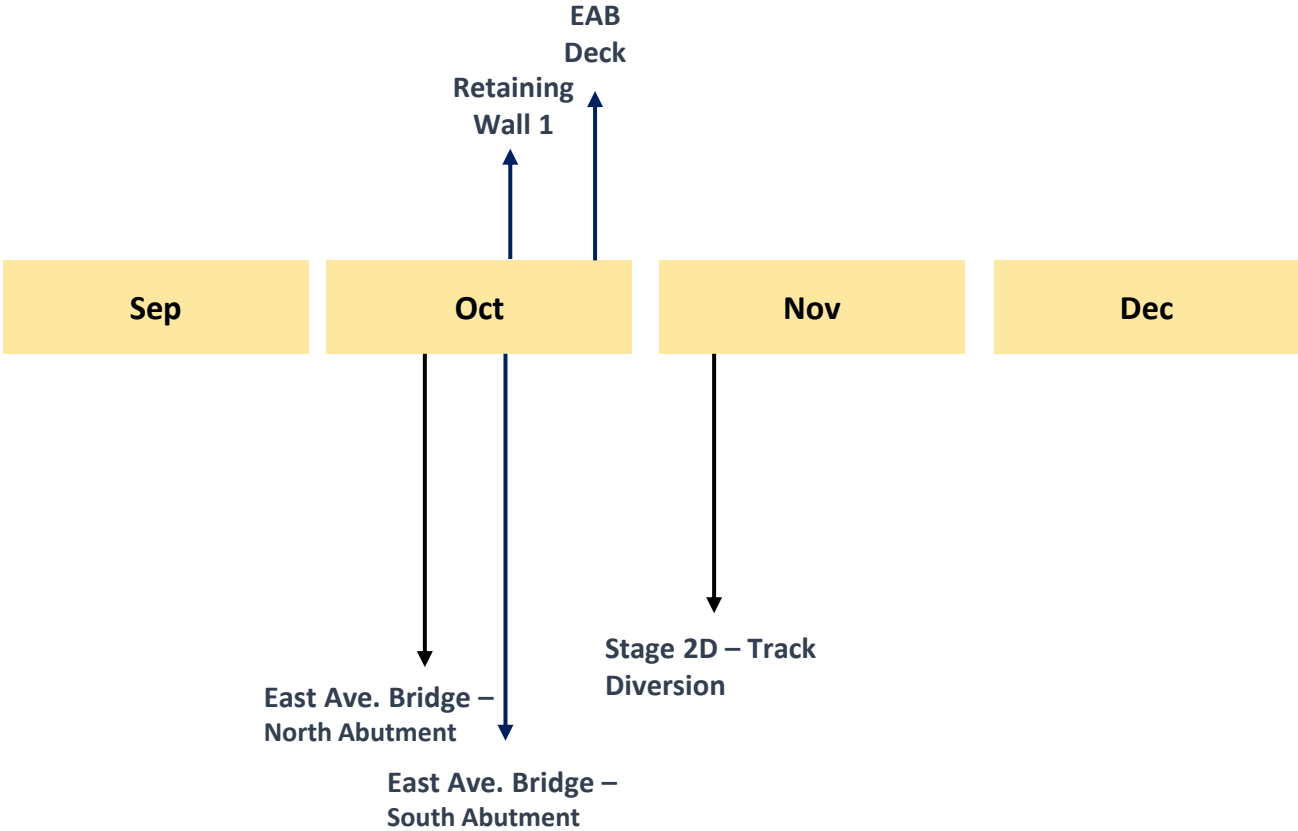 EAB
Deck
Retaining
Wall 1
Sep
Oct
Nov
Dec
Stage 2D – Track
Diversion
East Ave. Bridge –
North Abutment
East Ave. Bridge –
South Abutment